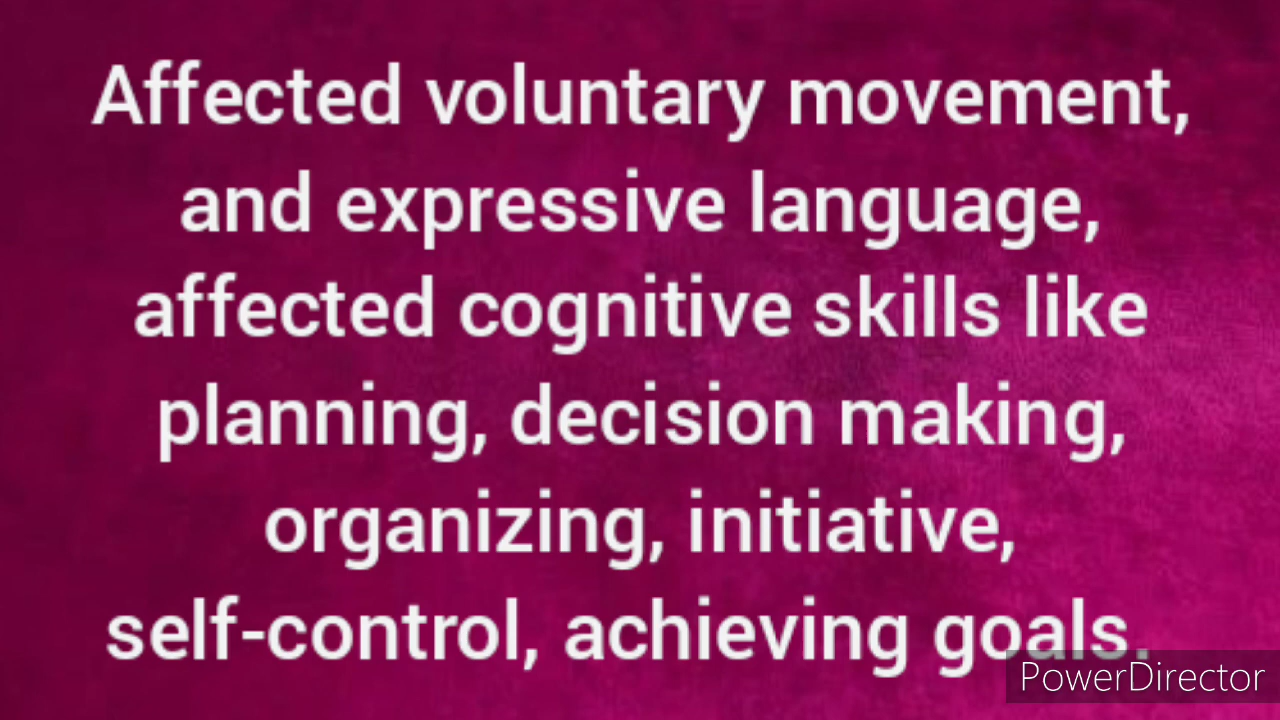 Affected voluntary movement,
and expressive language,
affected cognitive skills like
planning, decision making,
organizing, initiative,
self-control, achieving goals.
PowerDirector